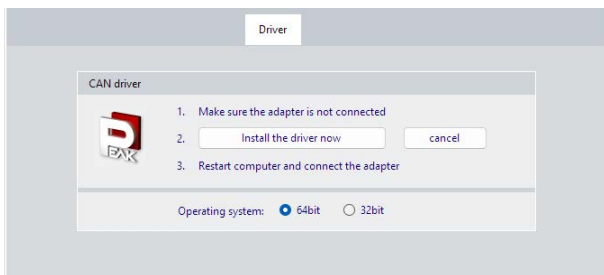 Driver
CAN driver
1. Make sure the adapter is not connected
2. Install the driver now cancel
3. Restart computer and connect the adapter
PEAK
Operating system: 64bit 32bit